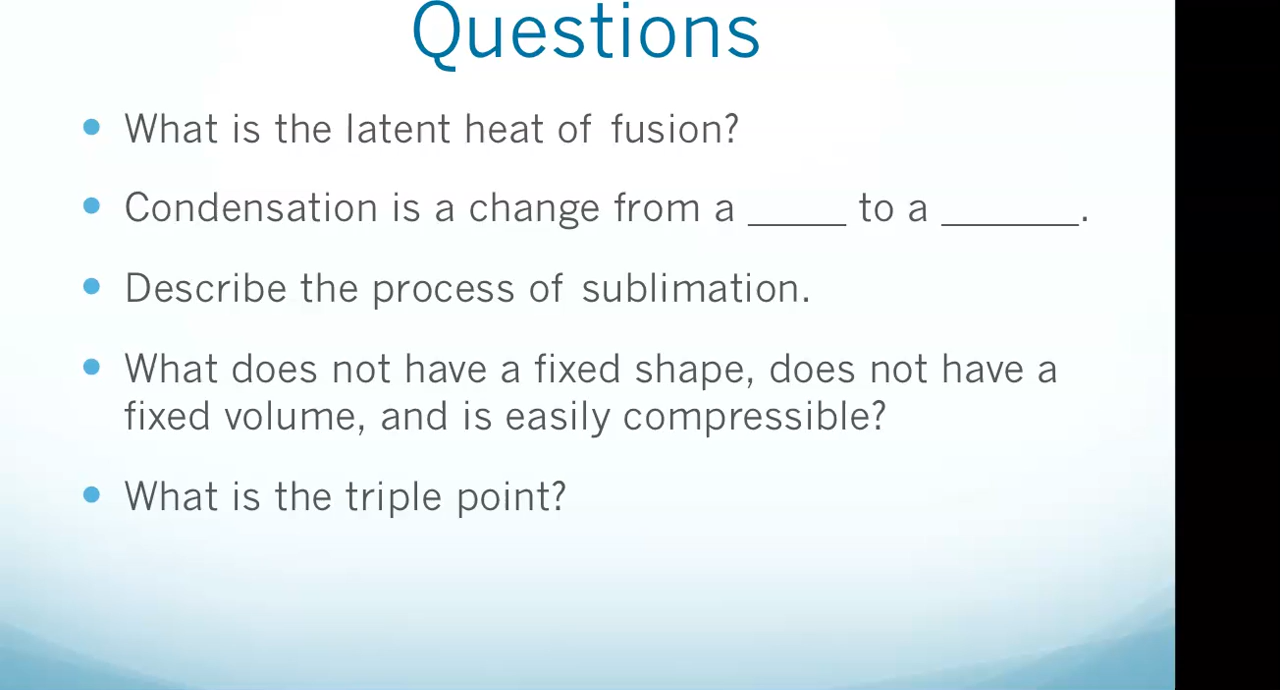 Questions
• What is the latent heat of fusion?
• Condensation is a change from a _____ to a _______.
• Describe the process of sublimation.
• What does not have a fixed shape, does not have a
fixed volume, and is easily compressible?
• What is the triple point?